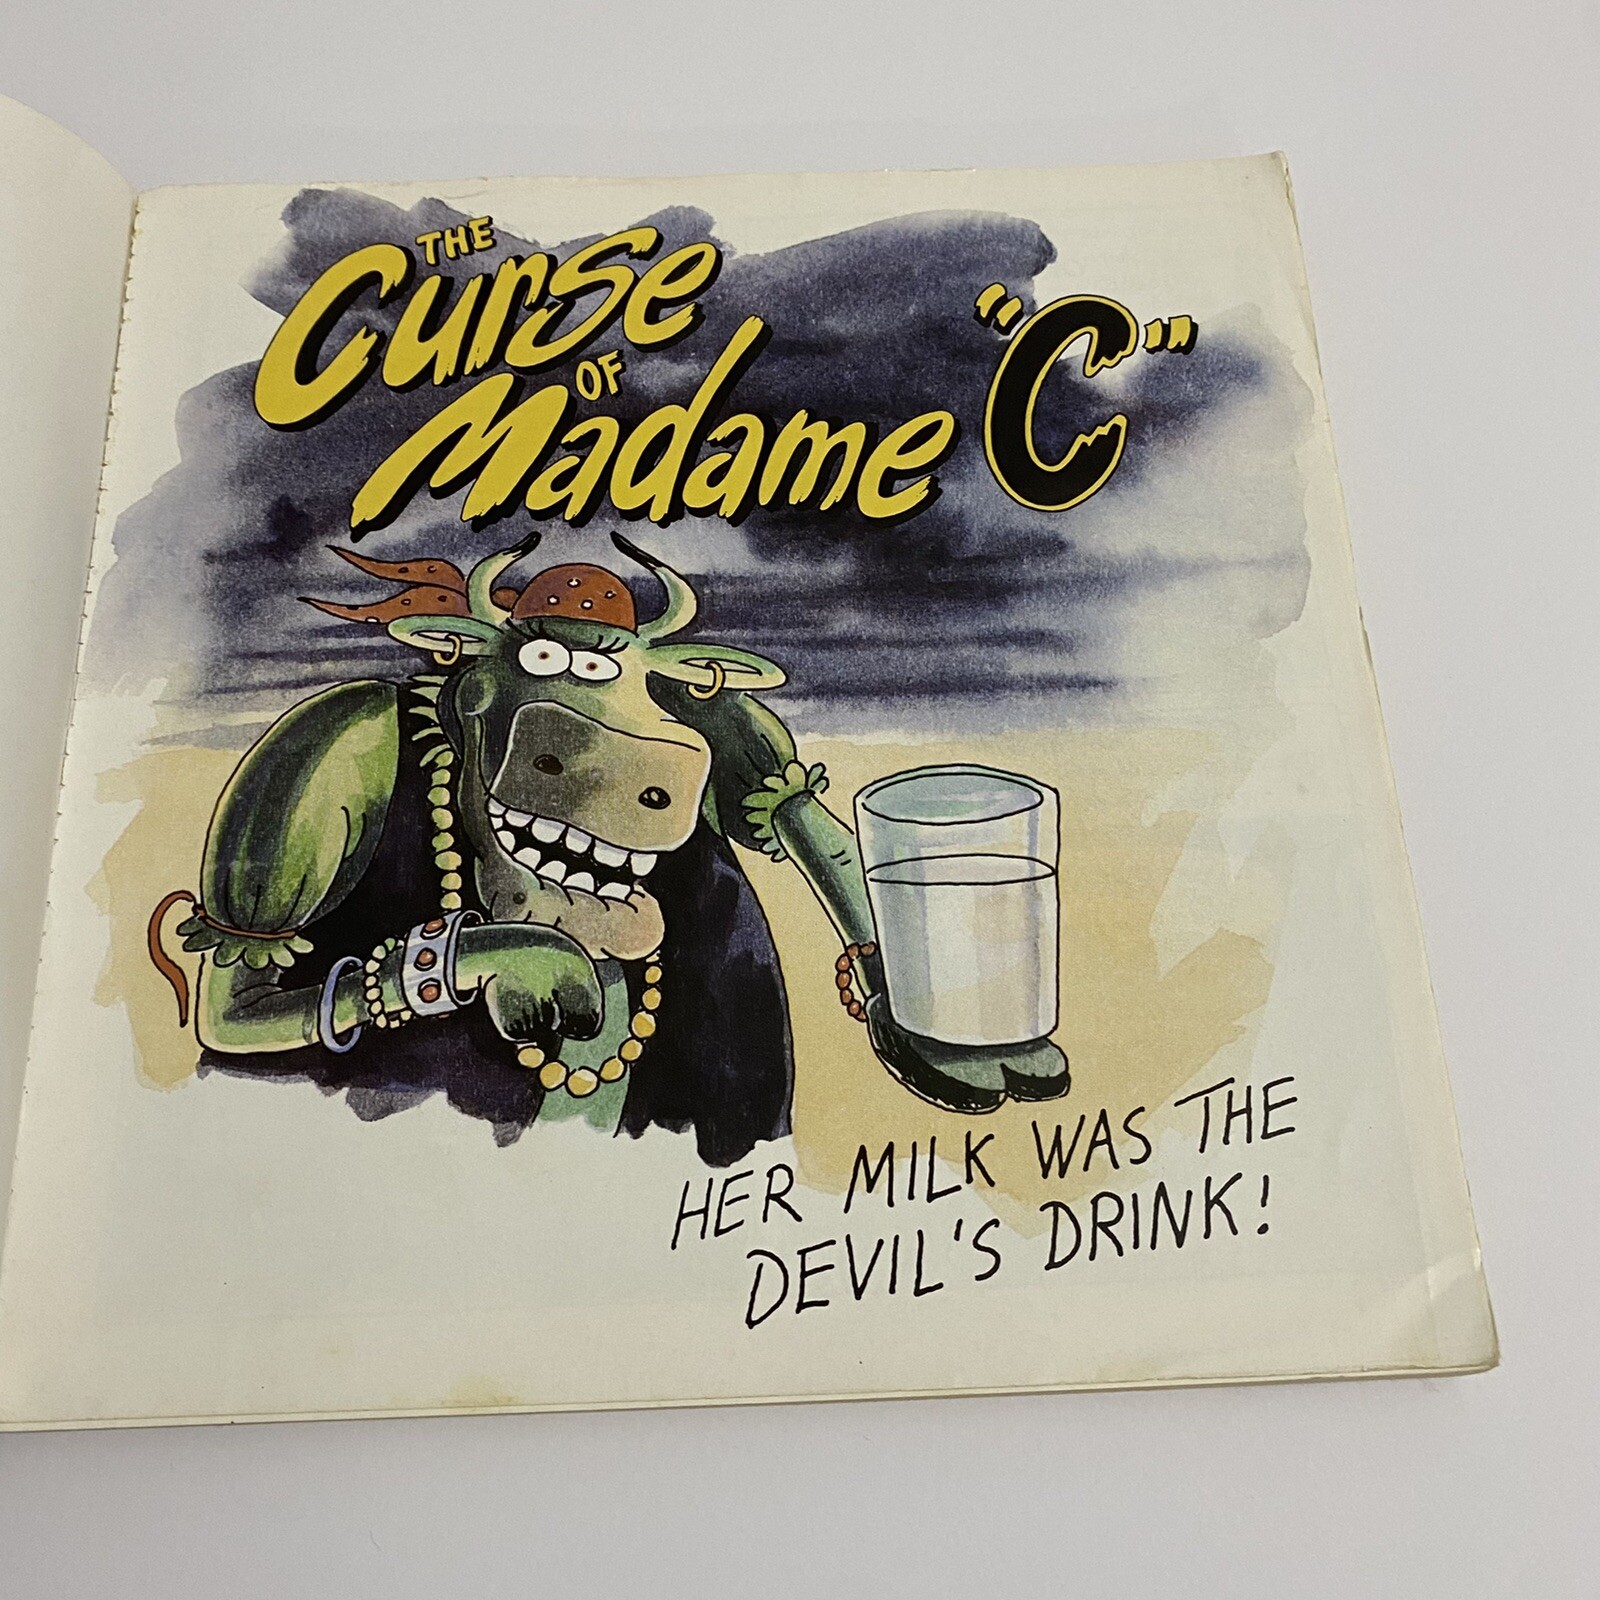 THE
Curse
OF
Madame "C"
HER MILK WAS THE
DEVIL'S DRINK!